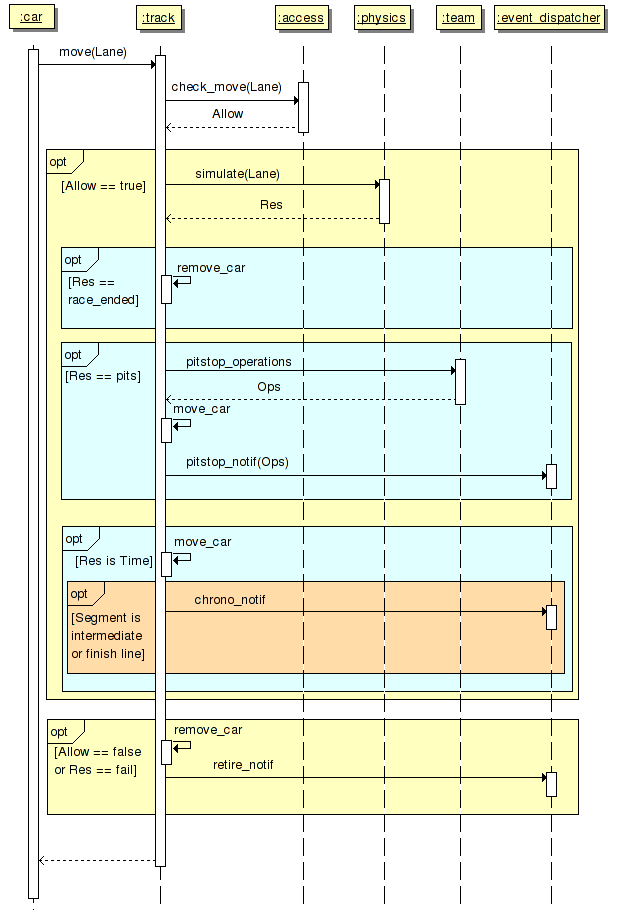 :car :track :access :physics :team :event_dispatcher
move(Lane)
check_move(Lane)
Allow
opt
[Allow == true]
simulate(Lane)
Res
opt
remove_car
[Res ==
race_ended]
opt
[Res == pits]
pitstop_operations
Ops
move_car
pitstop_notif(Ops)
opt
move_car
[Res is Time]
opt
chrono_notif
[Segment is
intermediate
or finish line]
opt
remove_car
[Allow == false
or Res == fail]
retire_notif